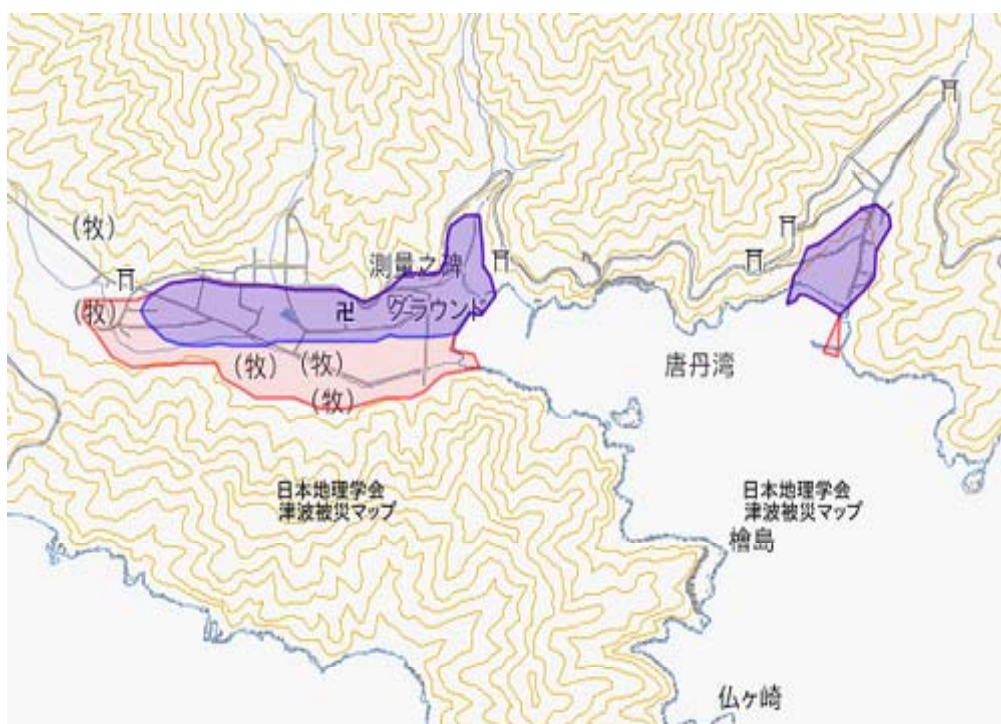 (牧)
測量之碑
(牧)
卍
グラウンド
(牧)
(牧)
(牧)
唐丹湾
日本地理学会
津波被災マップ
日本地理学会
津波被災マップ
檜島
仏ヶ崎